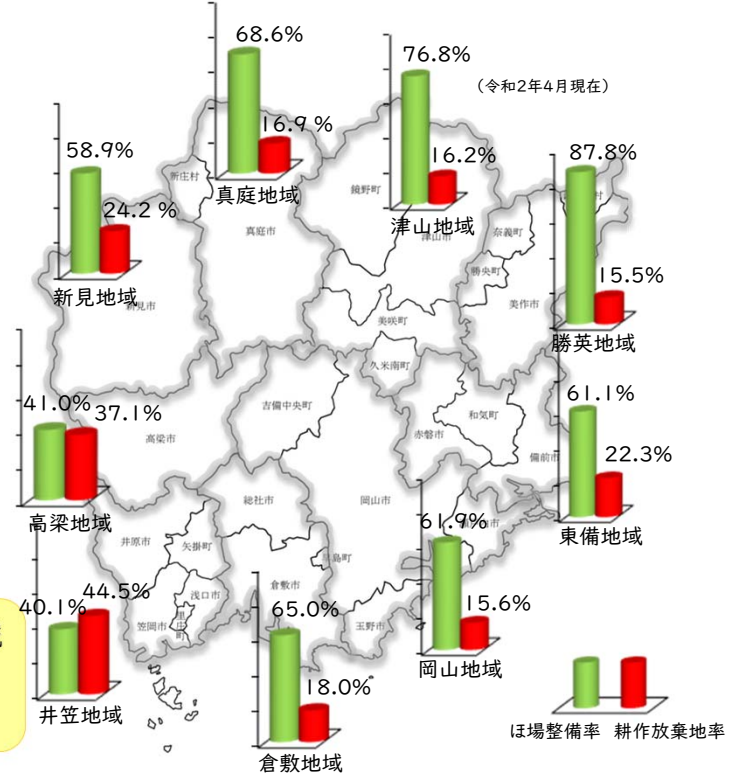 68.6%
16.9 %
真庭地域
76.8%
16.2%
津山地域
(令和2年4月現在)
58.9%
24.2 %
新見地域
87.8%
15.5%
勝英地域
新庄村
鏡野町
真庭市
津山市
奈義町
村
勝央町
美作市
新見市
美咲町
久米南町
41.0%
37.1%
高梁地域
61.1%
22.3%
東備地域
吉備中央町
和気町
赤磐市
高梁市
備前市
総社市
岡山市
井原市
矢掛町
早島町
浅口市
倉敷市
笠岡市
里庄町
玉野市
61.9%
15.6%
岡山地域
40.1%
44.5%
井笠地域
65.0%
18.0%
倉敷地域
ほ場整備率 耕作放棄地率